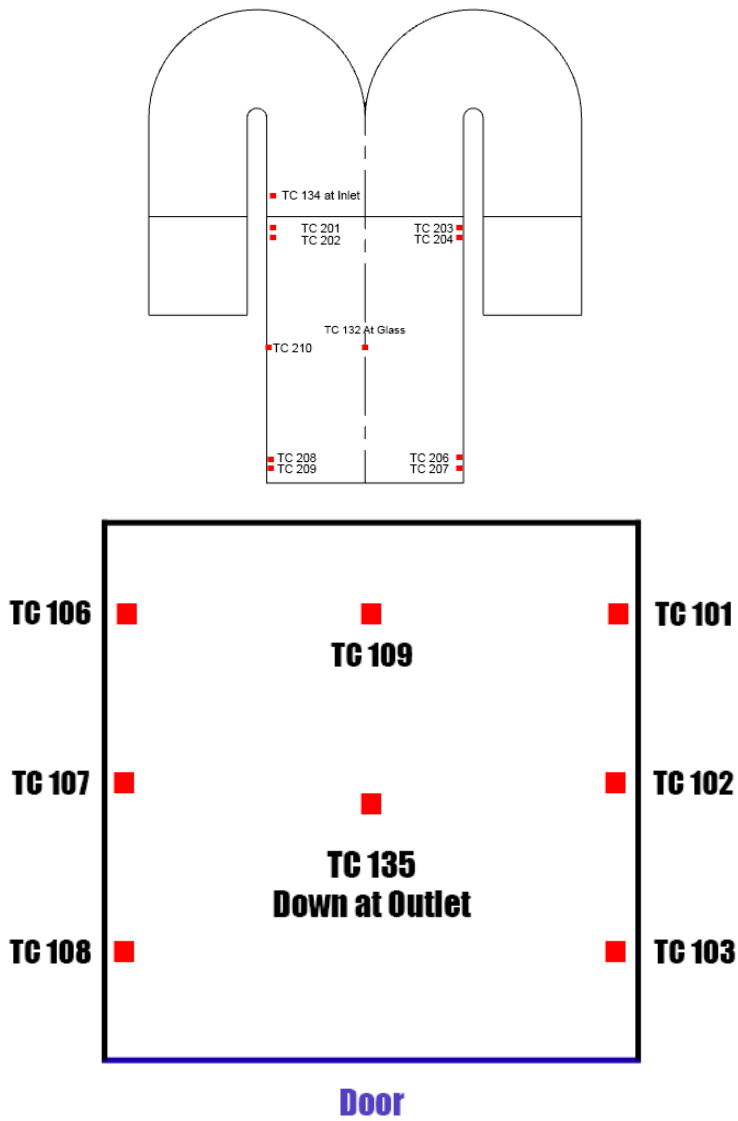 TC 134 at Inlet
TC 201
TC 202
TC 203
TC 204
TC 132 At Glass
TC 210
TC 208
TC 209
TC 206
TC 207
TC 106
TC 109
TC 101
TC 107
TC 102
TC 135
Down at Outlet
TC 108
TC 103
Door